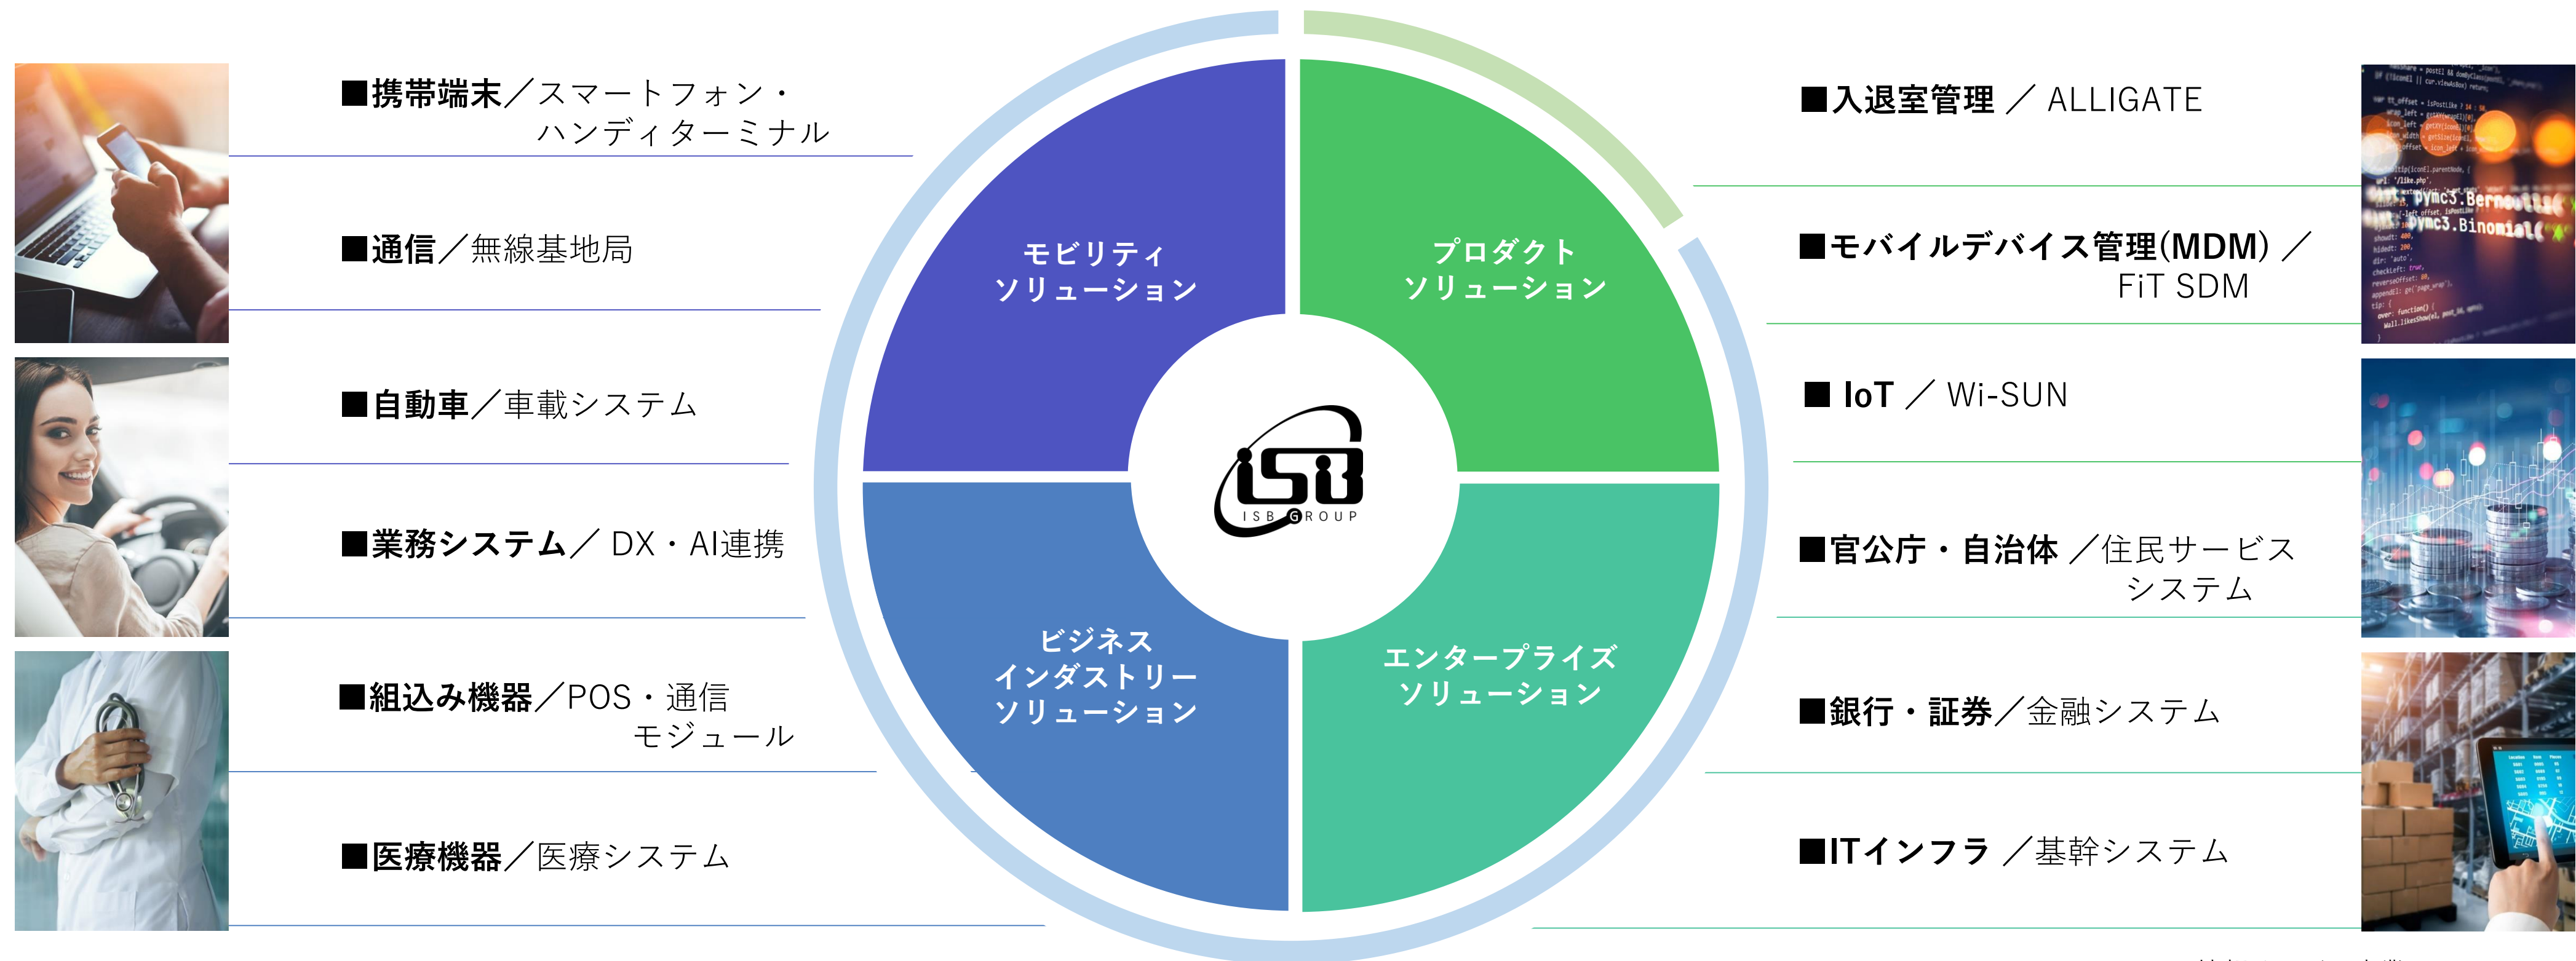 ■携帯端末／スマートフォン・
ハンディターミナル
■通信／無線基地局
■自動車／車載システム
■業務システム／ DX・AI連携
■組込み機器／POS・通信
モジュール
■医療機器／医療システム
モビリティ
ソリューション
プロダクト
ソリューション
ISB
ISB GROUP
ビジネス
インダストリー
ソリューション
エンタープライズ
ソリューション
■入退室管理 ／ ALLIGATE
■モバイルデバイス管理(MDM) ／
FiT SDM
■ IoT ／ Wi-SUN
■官公庁・自治体 ／住民サービス
システム
■銀行・証券／金融システム
■ITインフラ ／基幹システム